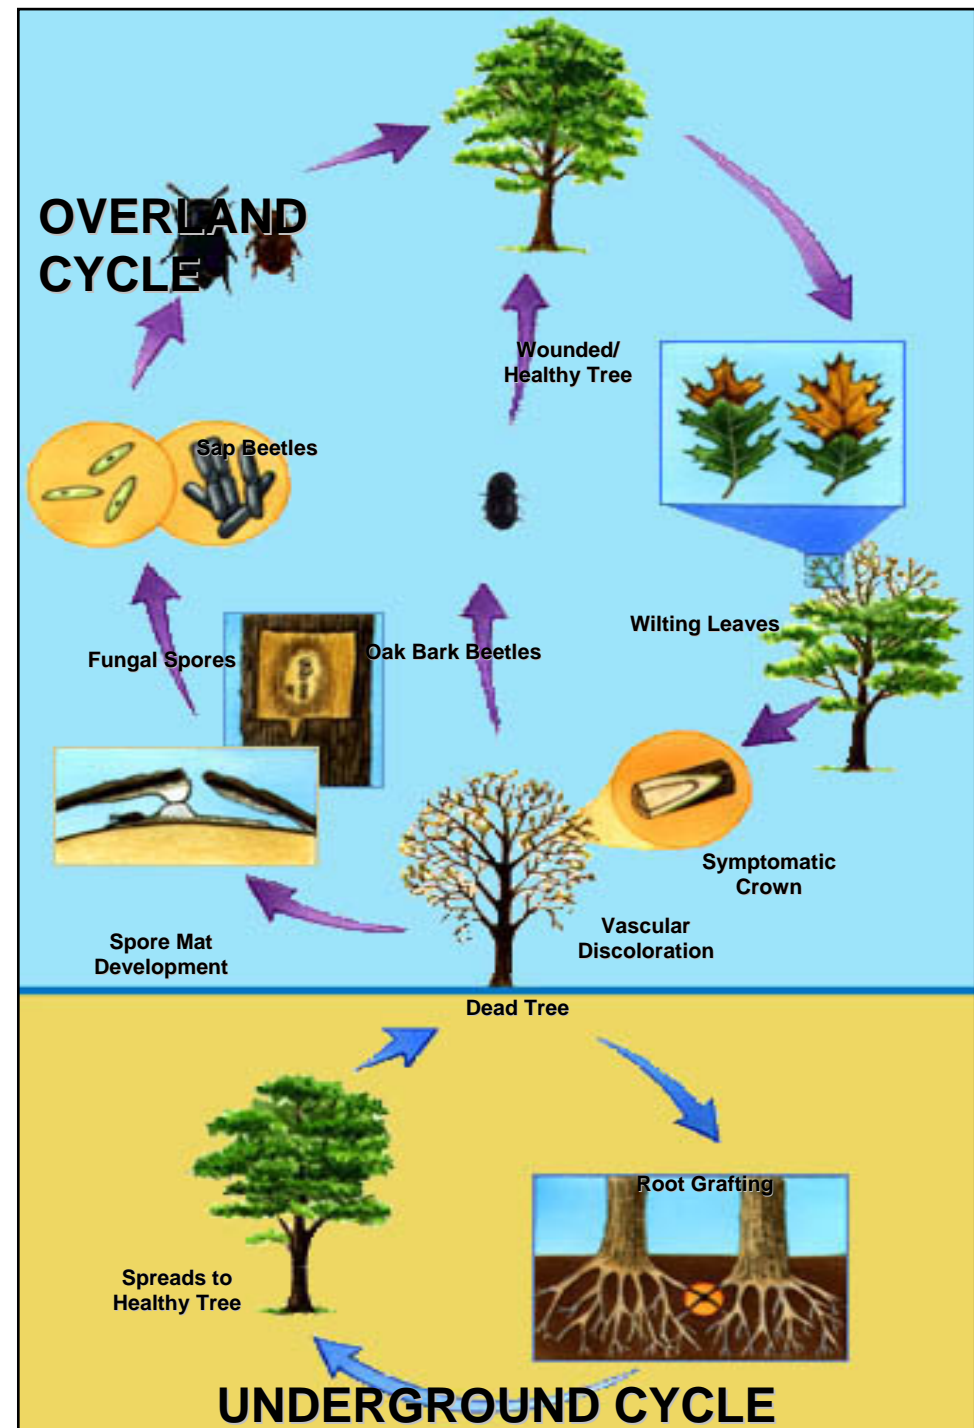 OVERLAND
CYCLE
Wounded/
Healthy Tree
Sap Beetles
Wilting Leaves
Fungal Spores
Oak Bark Beetles
Symptomatic
Crown
Vascular
Discoloration
Spore Mat
Development
Dead Tree
Root Grafting
Spreads to
Healthy Tree
UNDERGROUND CYCLE